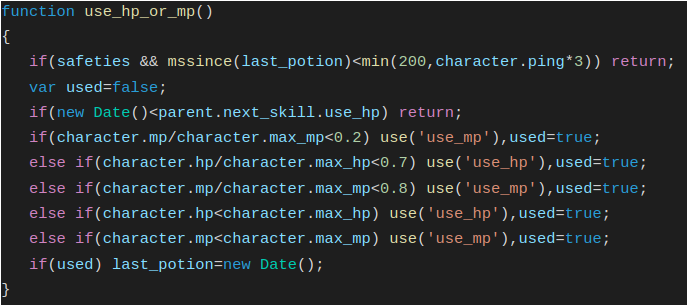 function use_hp_or_mp()
{
   if(safeties && mssince(last_potion)<min(200,character.ping*3)) return;
   var used=false;
   if(new Date()<parent.next_skill.use_hp) return;
   if(character.mp/character.max_mp<0.2) use('use_mp'),used=true;
   else if(character.hp/character.max_hp<0.7) use('use_hp'),used=true;
   else if(character.mp/character.max_mp<0.8) use('use_mp'),used=true;
   else if(character.hp<character.max_hp) use('use_hp'),used=true;
   else if(character.mp<character.max_mp) use('use_mp'),used=true;
   if(used) last_potion=new Date();
}